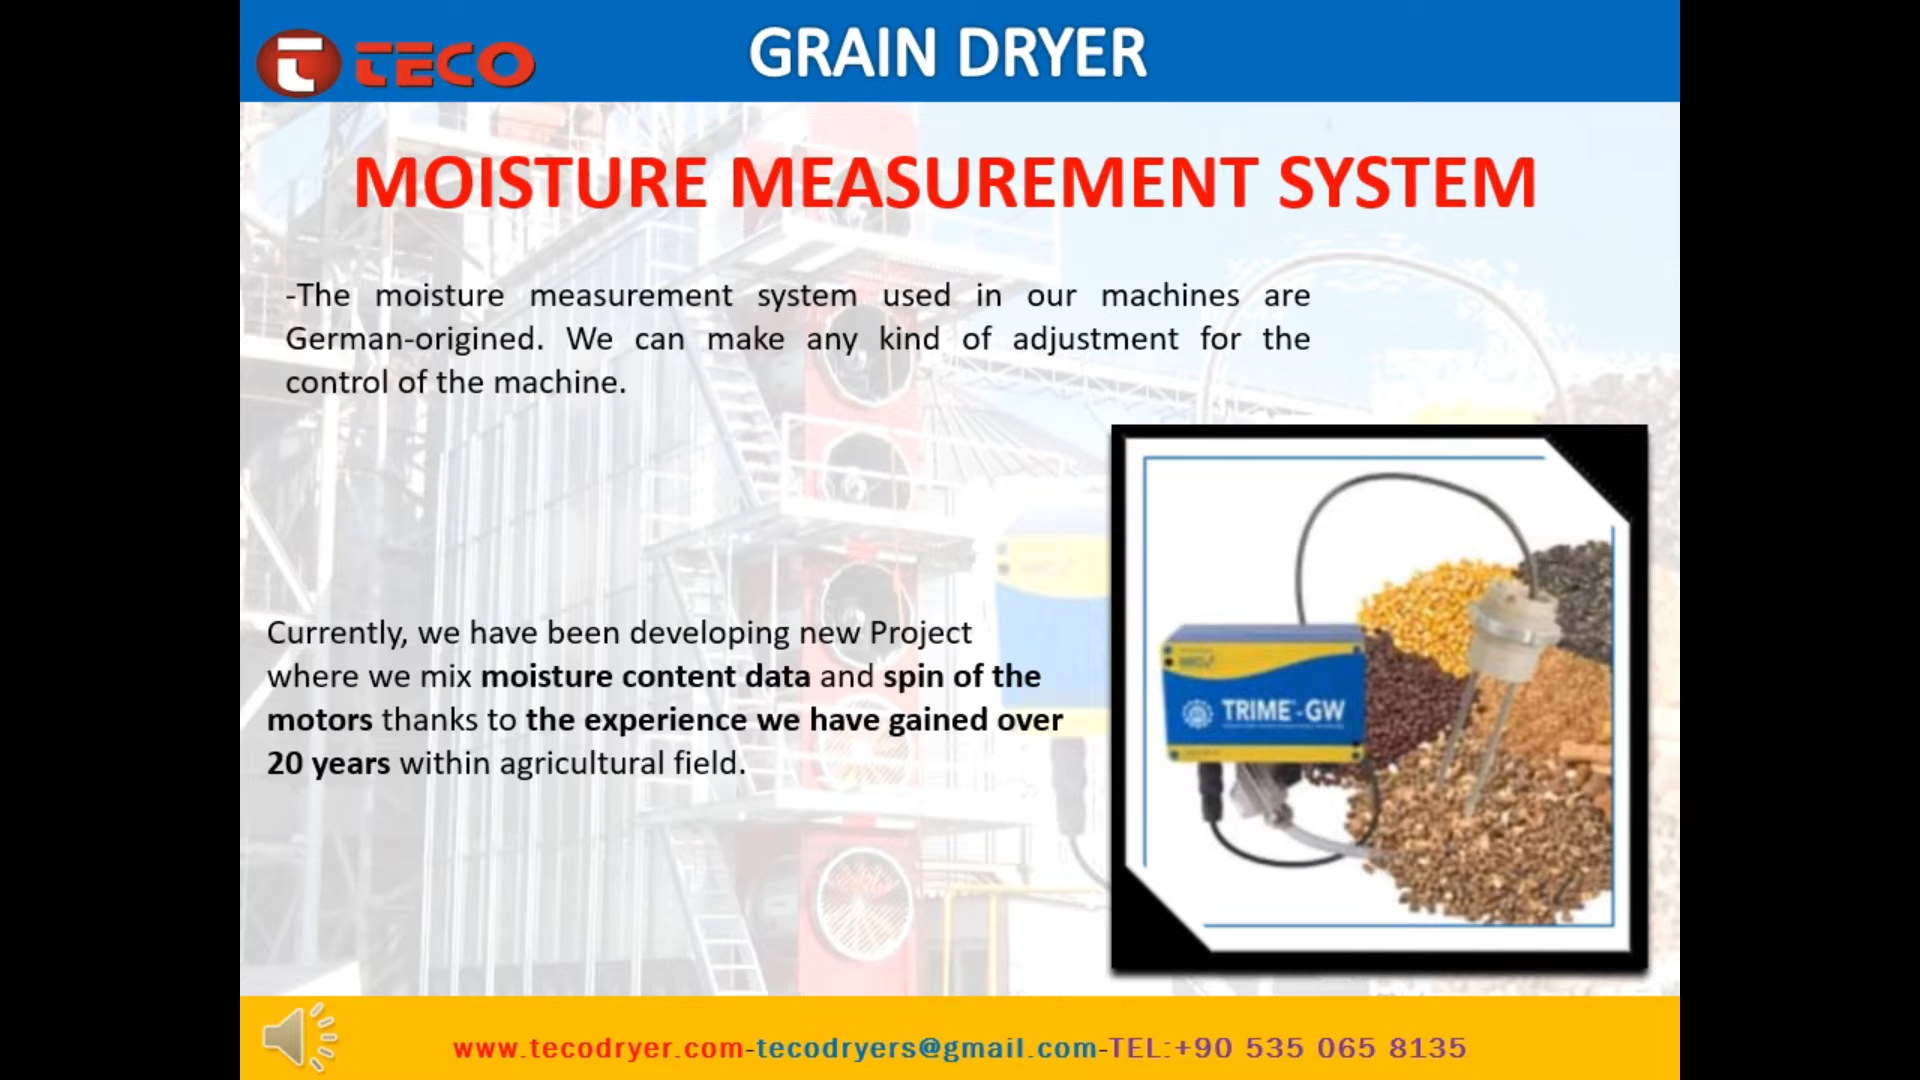 TECO
GRAIN DRYER
MOISTURE MEASUREMENT SYSTEM
-The moisture measurement system used in our machines are
German-origined. We can make any kind of adjustment for the
control of the machine.
Currently, we have been developing new Project
where we mix moisture content data and spin of the
motors thanks to the experience we have gained over
20 years within agricultural field.
TRIME®-GW
www.tecodryer.com-tecodryers@gmail.com-TEL:+90 535 065 8135